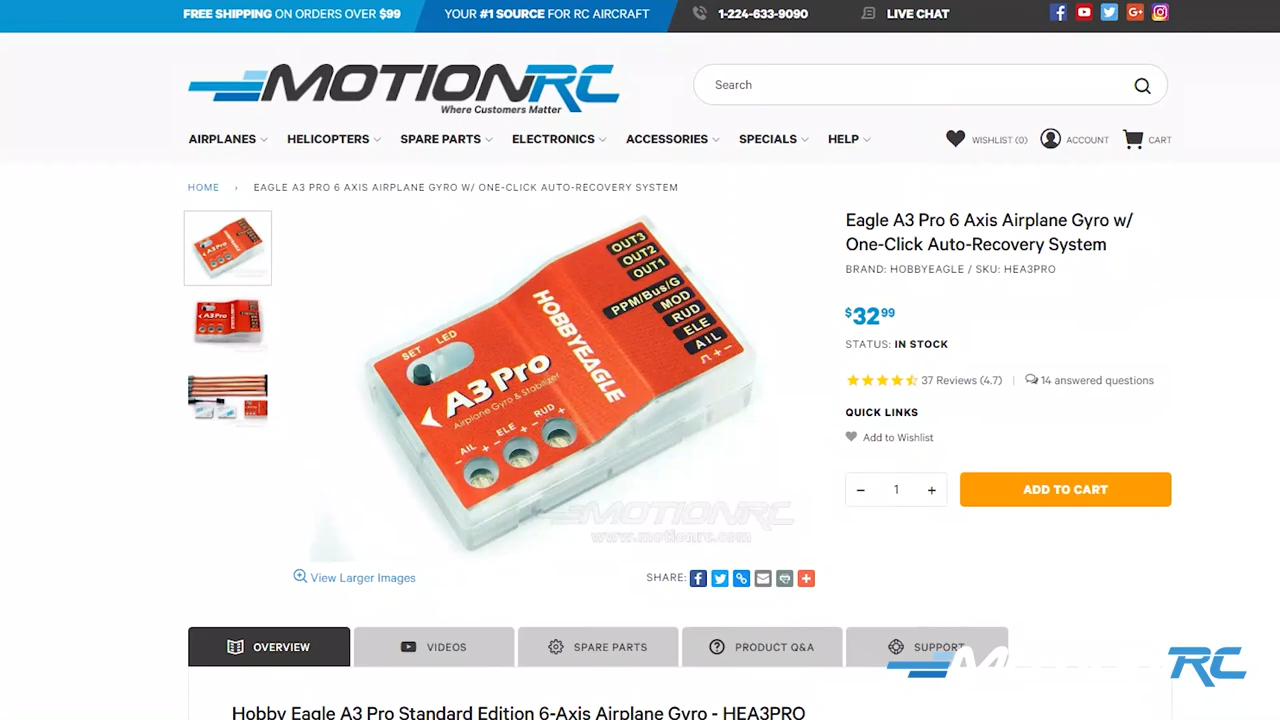 FREE SHIPPING ON ORDERS OVER $99
YOUR #1 SOURCE FOR RC AIRCRAFT
1-224-633-9090
LIVE CHAT
MOTIONRC
Where Customers Matter
Search
AIRPLANES
HELICOPTERS
SPARE PARTS
ELECTRONICS
ACCESSORIES
SPECIALS
HELP
WISHLIST (0)
ACCOUNT
CART
HOME › EAGLE A3 PRO 6 AXIS AIRPLANE GYRO W/ ONE-CLICK AUTO-RECOVERY SYSTEM
Eagle A3 Pro 6 Axis Airplane Gyro w/
One-Click Auto-Recovery System
BRAND: HOBBYEAGLE / SKU: HEA3PRO
$32 99
STATUS: IN STOCK
37 Reviews (4.7) | 14 answered questions
QUICK LINKS
Add to Wishlist
− 1 +
ADD TO CART
OUT3
OUT2
OUT1
PPM/Bus/G
MOD
RUD
ELE
AIL
HOBBYEAGLE
SET LED
A3 Pro
Airplane Gyro & Stabilizer
− AIL +
− ELE +
− RUD +
MOTIONRC
www.motionrc.com
View Larger Images
SHARE:
OVERVIEW
VIDEOS
SPARE PARTS
PRODUCT Q&A
SUPPORT
Hobby Eagle A3 Pro Standard Edition 6-Axis Airplane Gyro - HEA3PRO